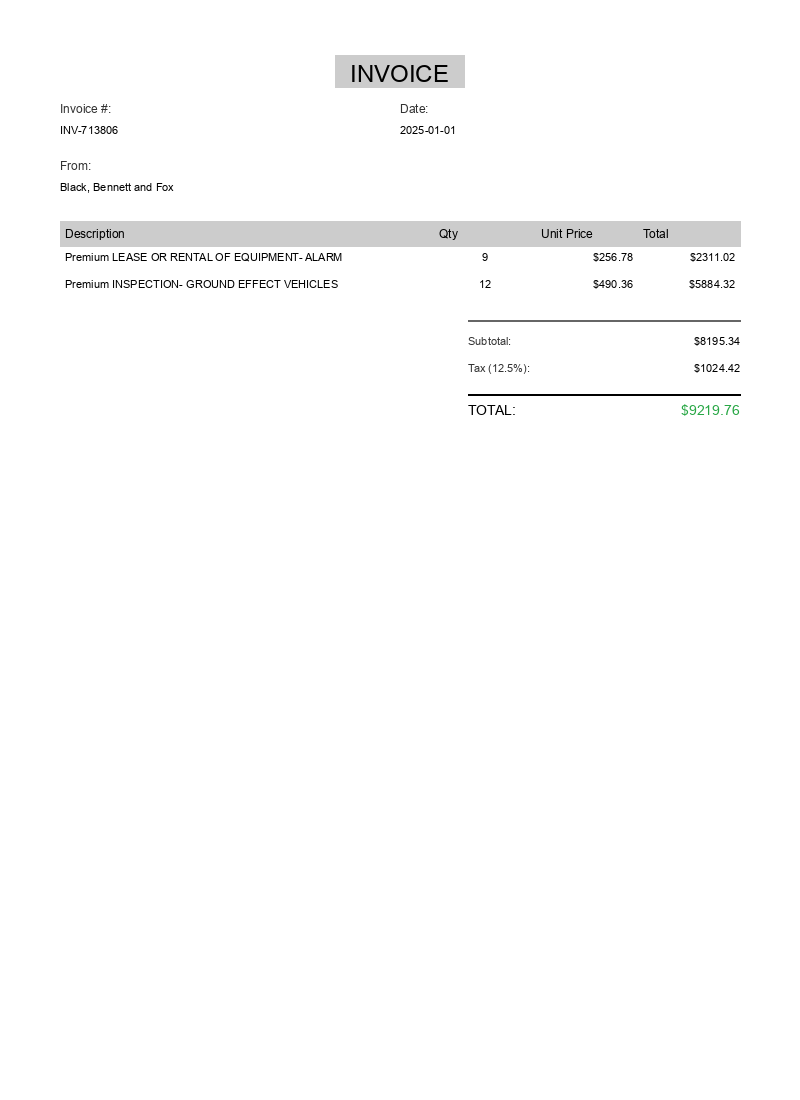 INVOICE
Invoice #: Date:
INV-713806 2025-01-01
From:
Black, Bennett and Fox
Description Qty Unit Price Total
Premium LEASE OR RENTAL OF EQUIPMENT- ALARM 9 $256.78 $2311.02
Premium INSPECTION- GROUND EFFECT VEHICLES 12 $490.36 $5884.32
Subtotal: $8195.34
Tax (12.5%): $1024.42
TOTAL: $9219.76